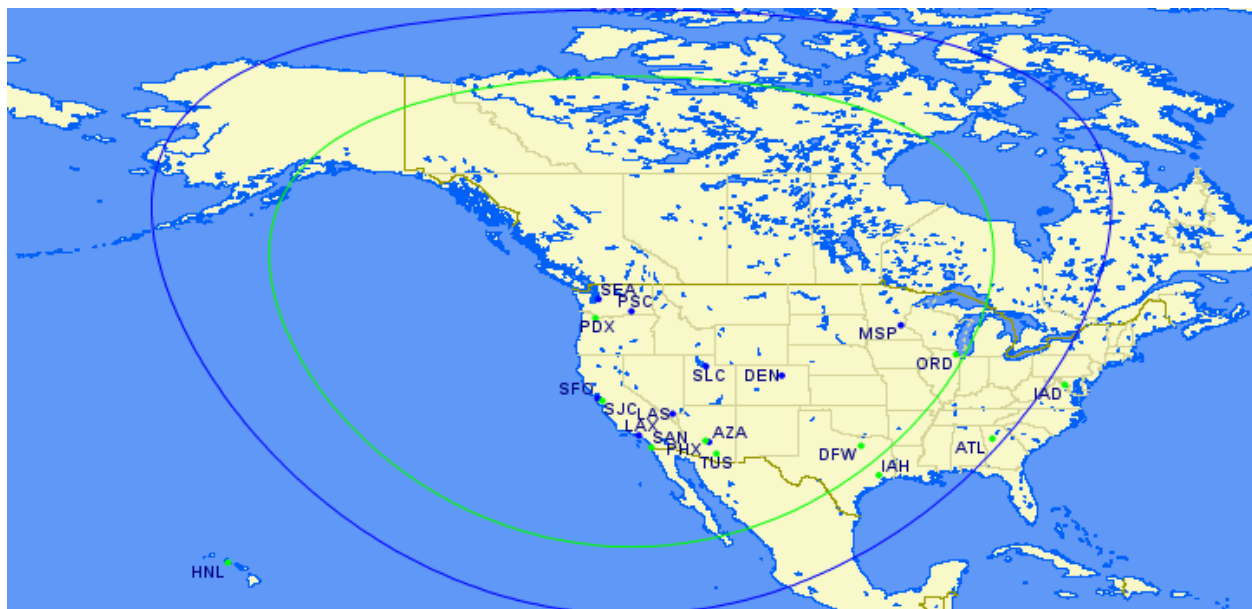 SEA
PSC
PDX
MSP
ORD
SLC
DEN
SFO
IAD
SJC
LAS
LAX
SAN
AZA
PHX
TUS
DFW
ATL
IAH
HNL